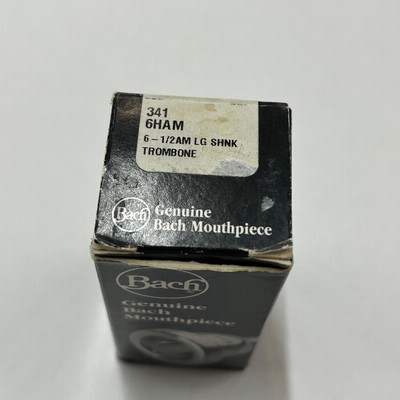 341
6HAM
6-1/2AM LG SHNK
TROMBONE
Bach
Genuine
Bach Mouthpiece
Bach
Genuine
Bach
Mouthpiece